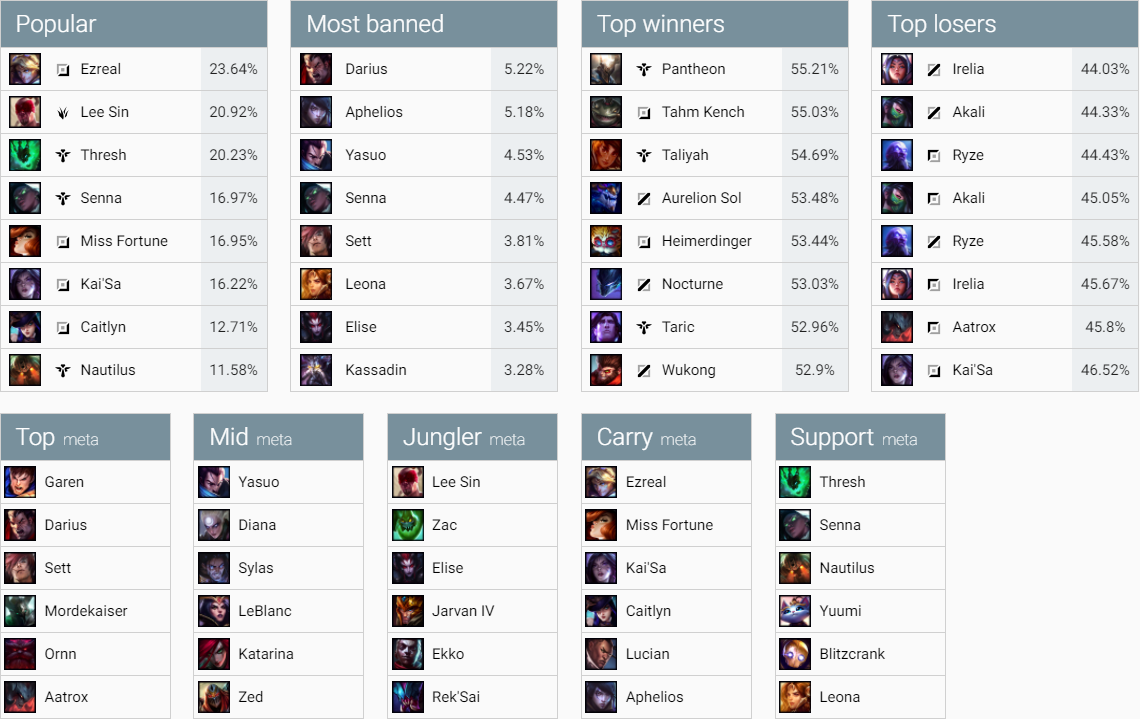 Popular
Ezreal 23.64%
Lee Sin 20.92%
Thresh 20.23%
Senna 16.97%
Miss Fortune 16.95%
Kai'Sa 16.22%
Caitlyn 12.71%
Nautilus 11.58%
Most banned
Darius 5.22%
Aphelios 5.18%
Yasuo 4.53%
Senna 4.47%
Sett 3.81%
Leona 3.67%
Elise 3.45%
Kassadin 3.28%
Top winners
Pantheon 55.21%
Tahm Kench 55.03%
Taliyah 54.69%
Aurelion Sol 53.48%
Heimerdinger 53.44%
Nocturne 53.03%
Taric 52.96%
Wukong 52.9%
Top losers
Irelia 44.03%
Akali 44.33%
Ryze 44.43%
Akali 45.05%
Ryze 45.58%
Irelia 45.67%
Aatrox 45.8%
Kai'Sa 46.52%
Top meta
Garen
Darius
Sett
Mordekaiser
Ornn
Aatrox
Mid meta
Yasuo
Diana
Sylas
LeBlanc
Katarina
Zed
Jungler meta
Lee Sin
Zac
Elise
Jarvan IV
Ekko
Rek'Sai
Carry meta
Ezreal
Miss Fortune
Kai'Sa
Caitlyn
Lucian
Aphelios
Support meta
Thresh
Senna
Nautilus
Yuumi
Blitzcrank
Leona